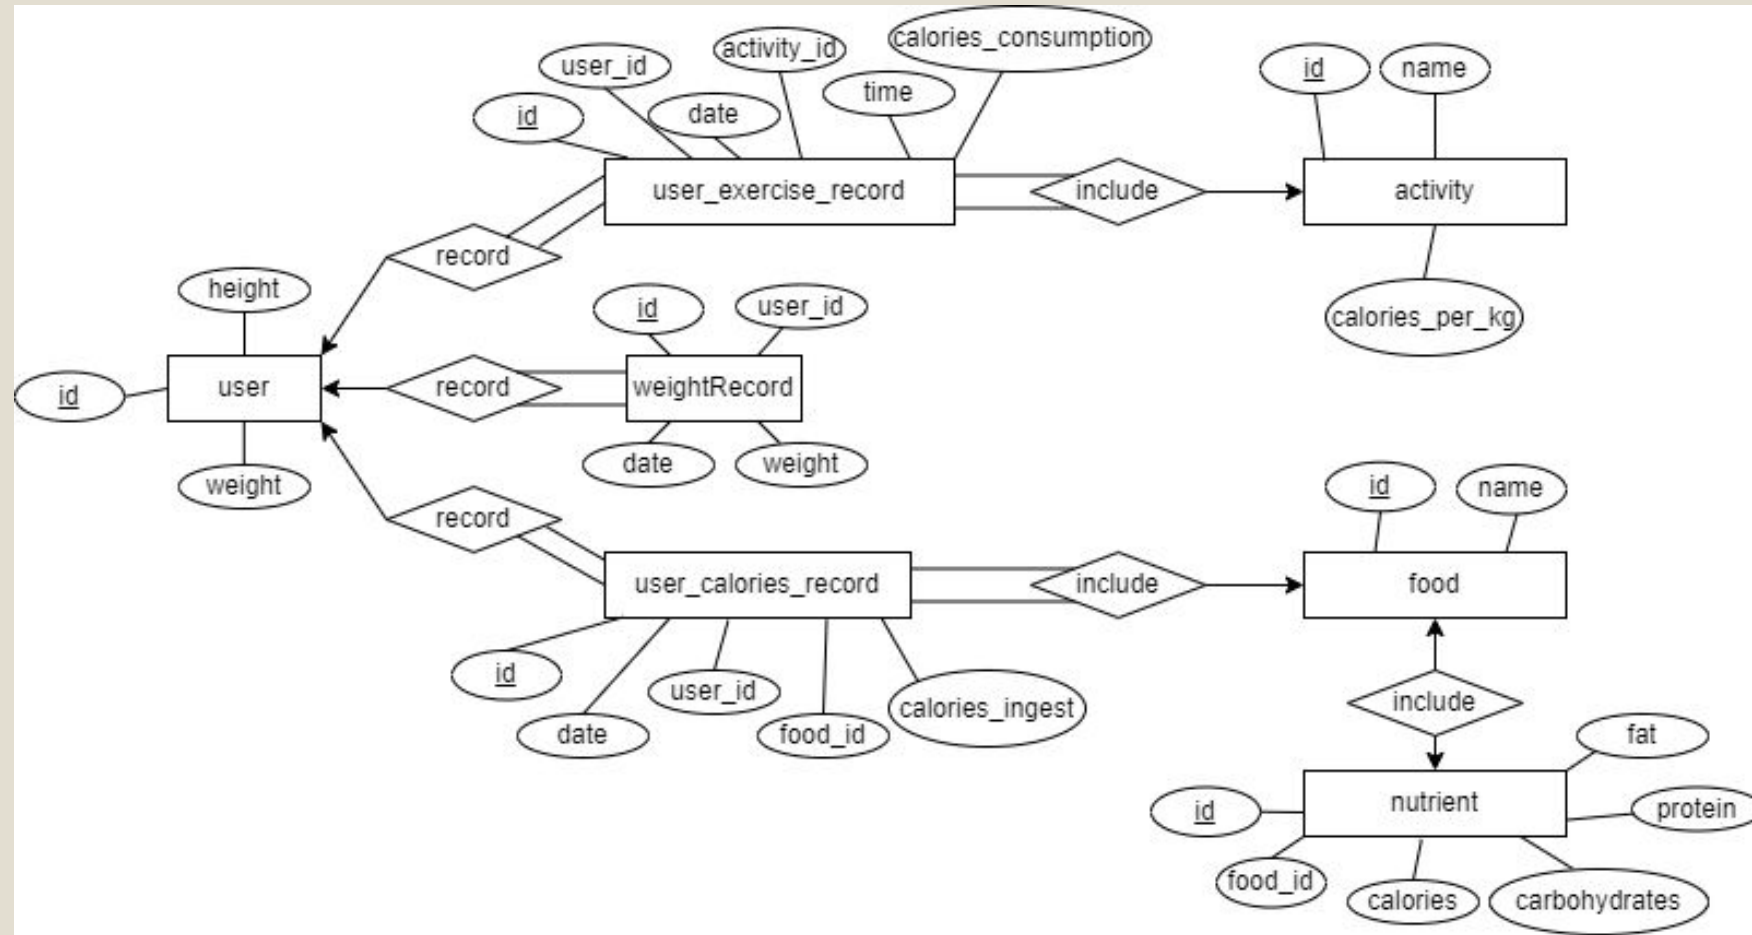 calories_consumption
activity_id
user_id
id
name
time
date
id
user_exercise_record
include
activity
record
height
id
user_id
calories_per_kg
user
record
weightRecord
id
date
weight
weight
id
name
record
user_calories_record
include
food
id
user_id
calories_ingest
date
food_id
include
fat
nutrient
id
protein
food_id
calories
carbohydrates